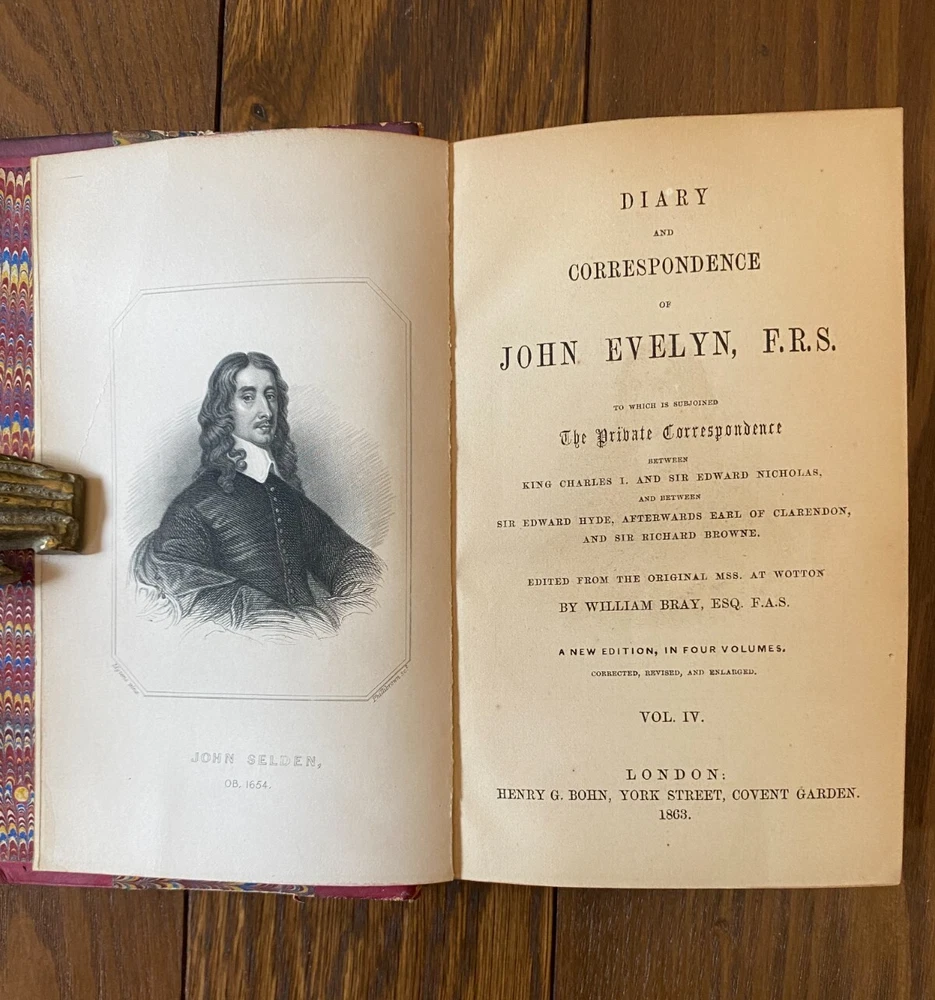 JOHN SELDEN,
OB. 1654.
DIARY
AND
CORRESPONDENCE
OF
JOHN EVELYN, F.R.S.
TO WHICH IS SUBJOINED
The Private Correspondence
BETWEEN
KING CHARLES I. AND SIR EDWARD NICHOLAS,
AND BETWEEN
SIR EDWARD HYDE, AFTERWARDS EARL OF CLARENDON,
AND SIR RICHARD BROWNE.
EDITED FROM THE ORIGINAL MSS. AT WOTTON
BY WILLIAM BRAY, ESQ. F.A.S.
A NEW EDITION, IN FOUR VOLUMES.
CORRECTED, REVISED, AND ENLARGED.
VOL. IV.
LONDON:
HENRY G. BOHN, YORK STREET, COVENT GARDEN.
1863.